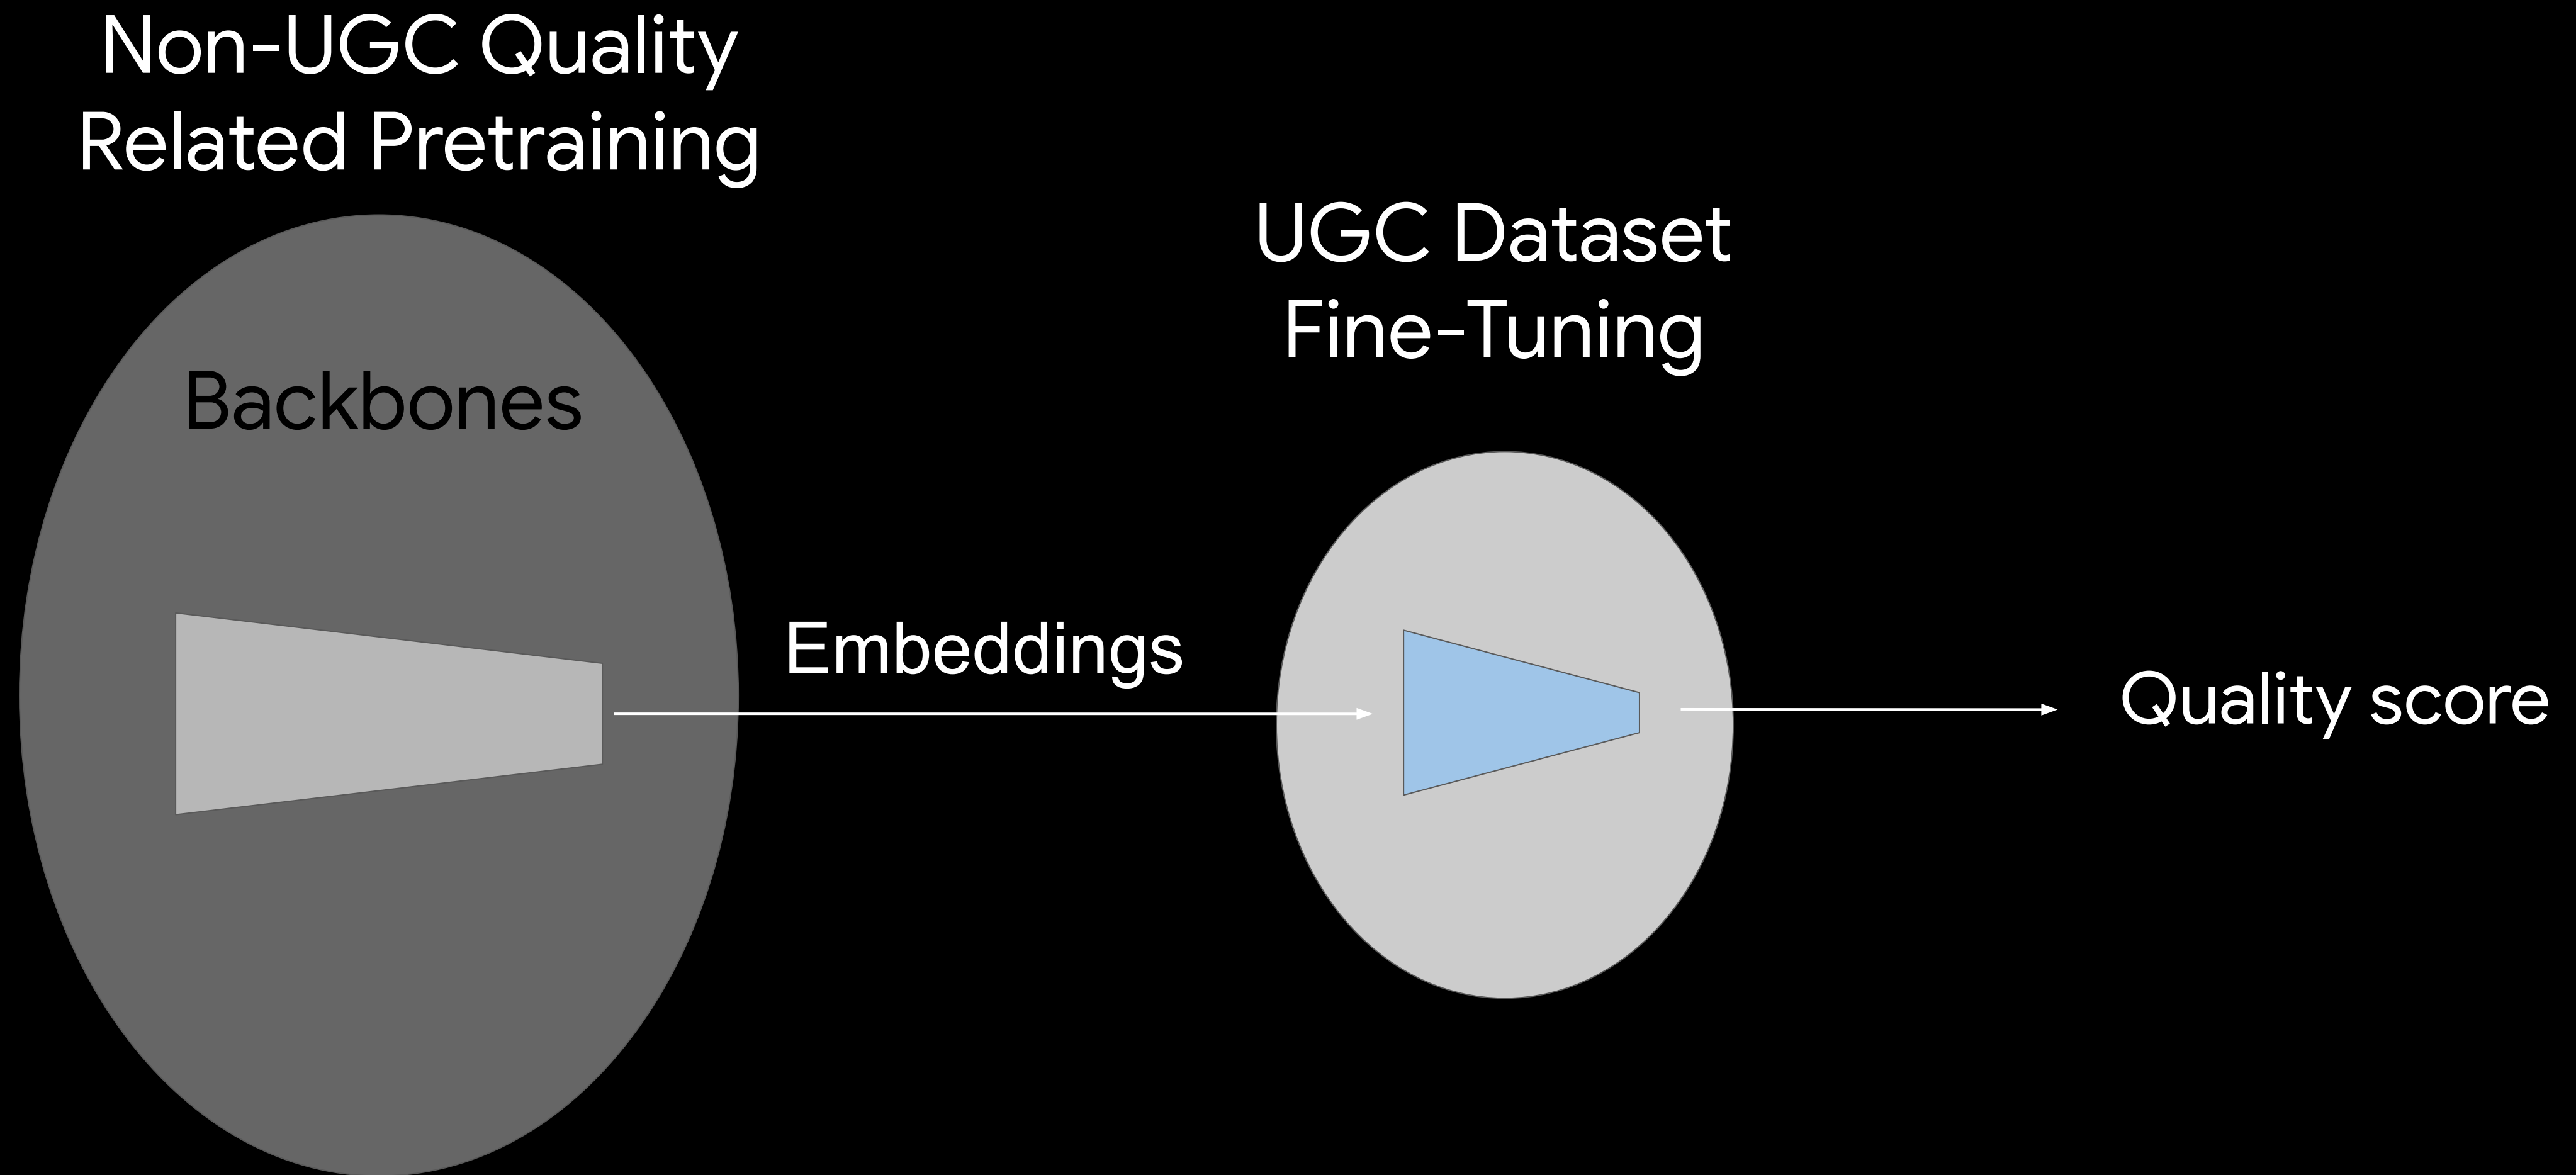 Non-UGC Quality
Related Pretraining
Backbones
Embeddings
UGC Dataset
Fine-Tuning
Quality score